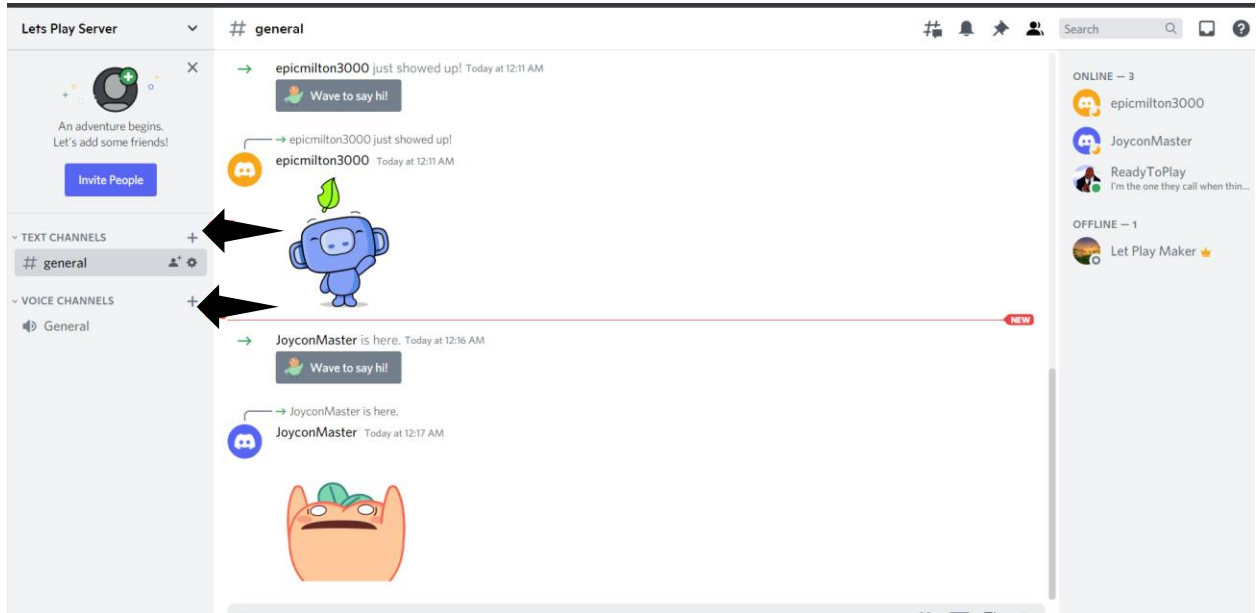 Lets Play Server
general
Search
An adventure begins.
Let's add some friends!
Invite People
TEXT CHANNELS
general
VOICE CHANNELS
General
epicmilton3000 just showed up! Today at 12:11 AM
Wave to say hi!
epicmilton3000 just showed up!
epicmilton3000 Today at 12:11 AM
NEW
JoyconMaster is here. Today at 12:16 AM
Wave to say hi!
JoyconMaster is here.
JoyconMaster Today at 12:17 AM
ONLINE — 3
epicmilton3000
JoyconMaster
ReadyToPlay
I'm the one they call when thin...
OFFLINE — 1
Let Play Maker